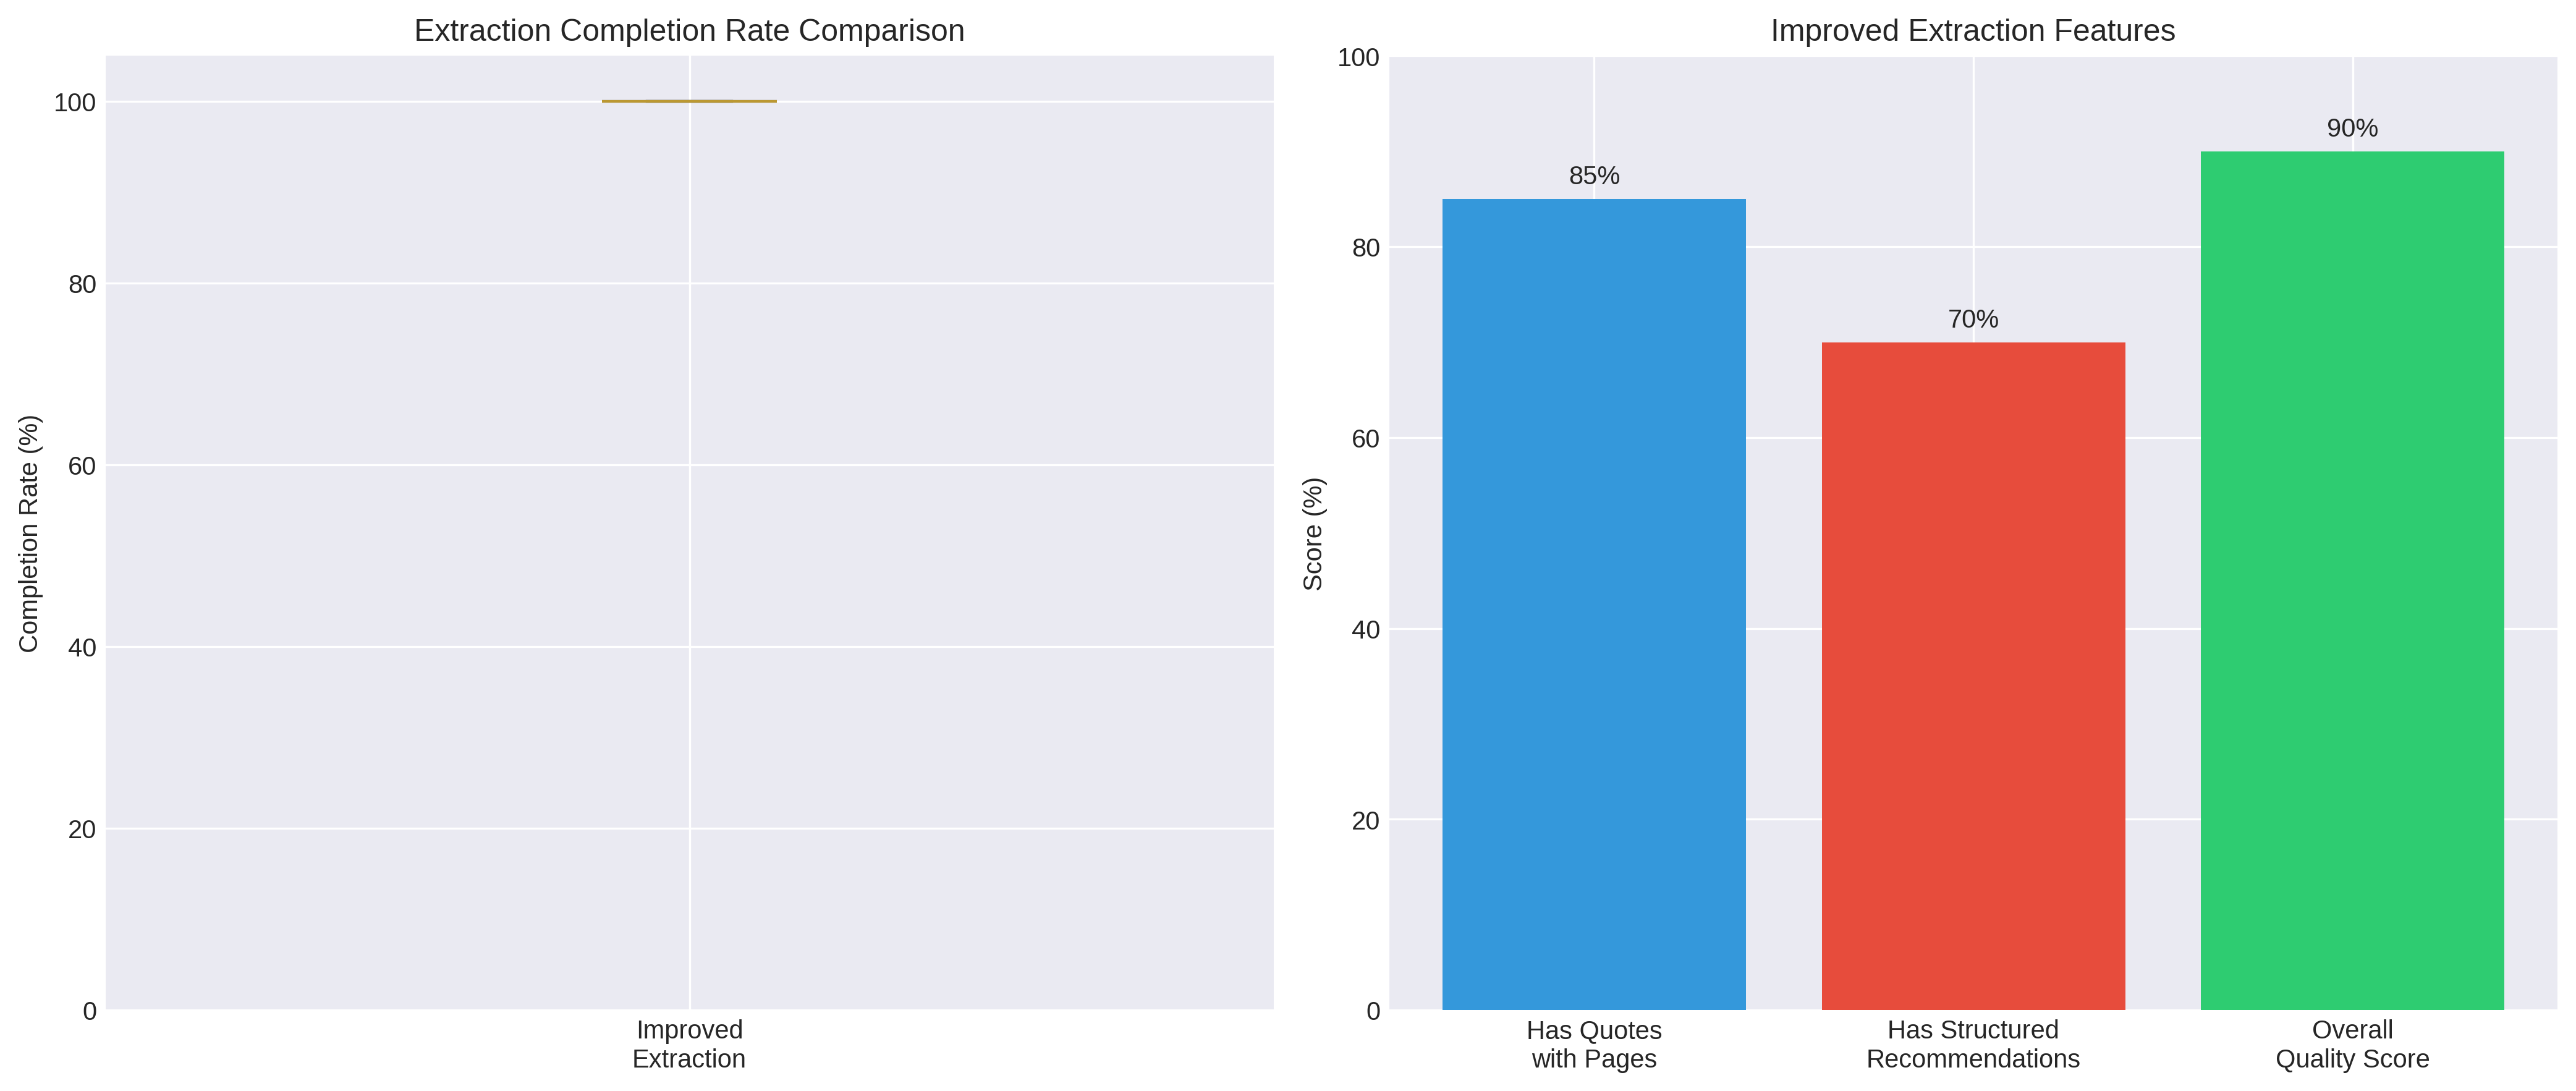 Extraction Completion Rate Comparison
Completion Rate (%)
100
80
60
40
20
0
Improved
Extraction
Improved Extraction Features
Score (%)
100
80
60
40
20
0
85%
70%
90%
Has Quotes
with Pages
Has Structured
Recommendations
Overall
Quality Score